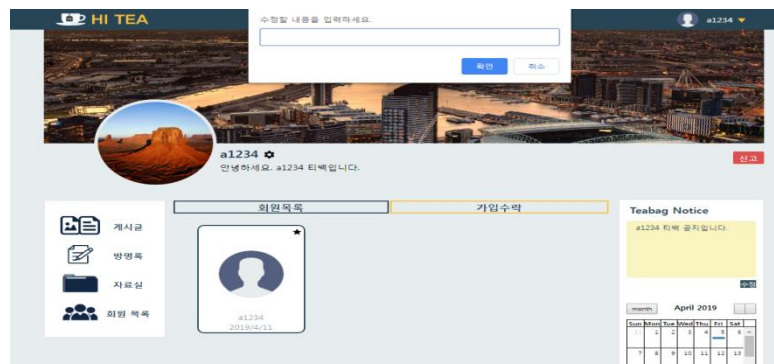 HI TEA
수정할 내용을 입력하세요.
확인 취소
a1234
a1234
안녕하세요. a1234 티백입니다.
신고
게시글
방명록
자료실
회원 목록
회원목록 가입수락
a1234
2019/4/11
Teabag Notice
a1234 티백 공지입니다.
수정
month April 2019
Sun Mon Tue Wed Thu Fri Sat
1 2 3 4 5 6
7 8 9 10 11 12 13